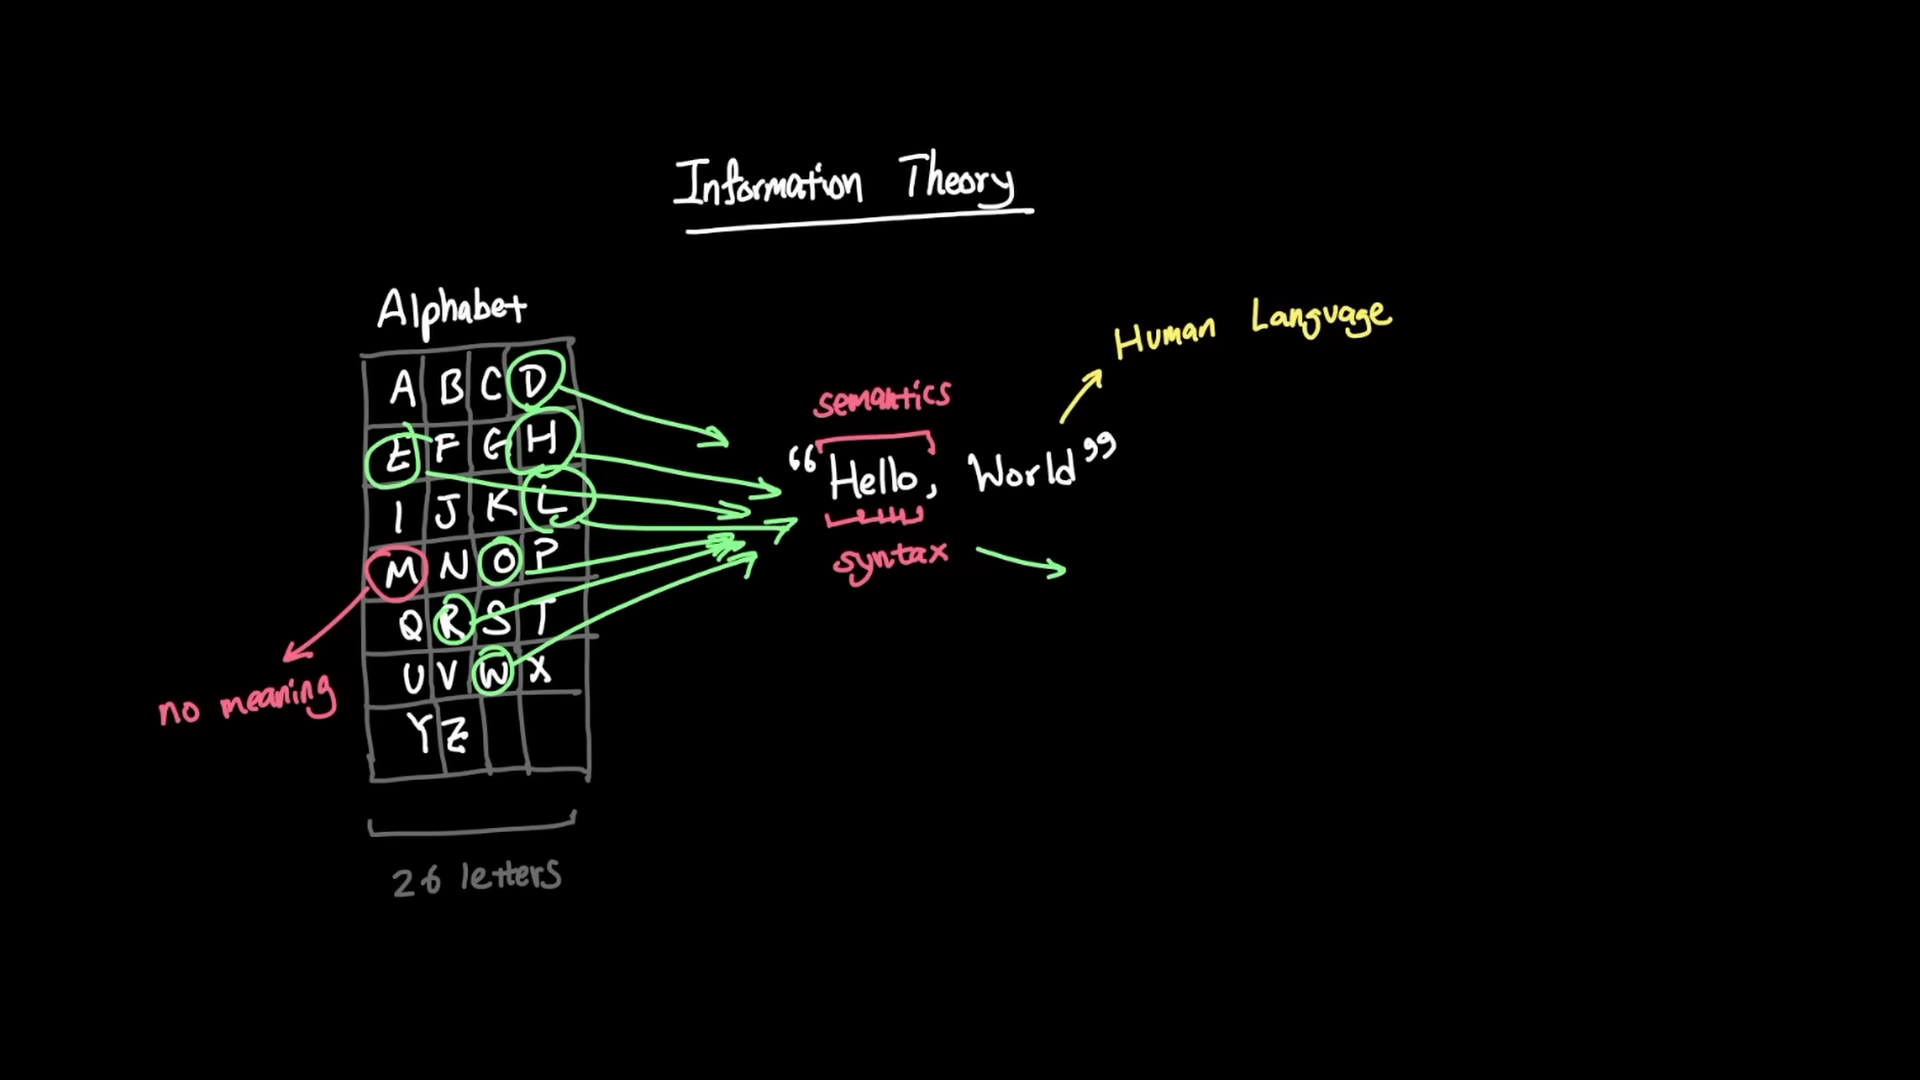 Information Theory
Alphabet
Human Language
A B C D
semantics
E F G H
“Hello, World”
I J K L
syntax
M N O P
Q R S T
U V W X
no meaning
Y Z
26 letters